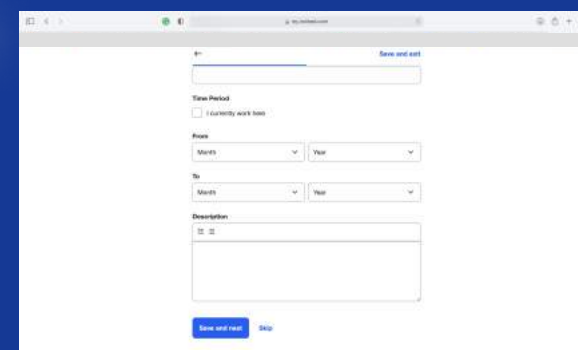 Save and exit
Time Period
I currently work here
From
Month Year
To
Month Year
Description
Save and next Skip